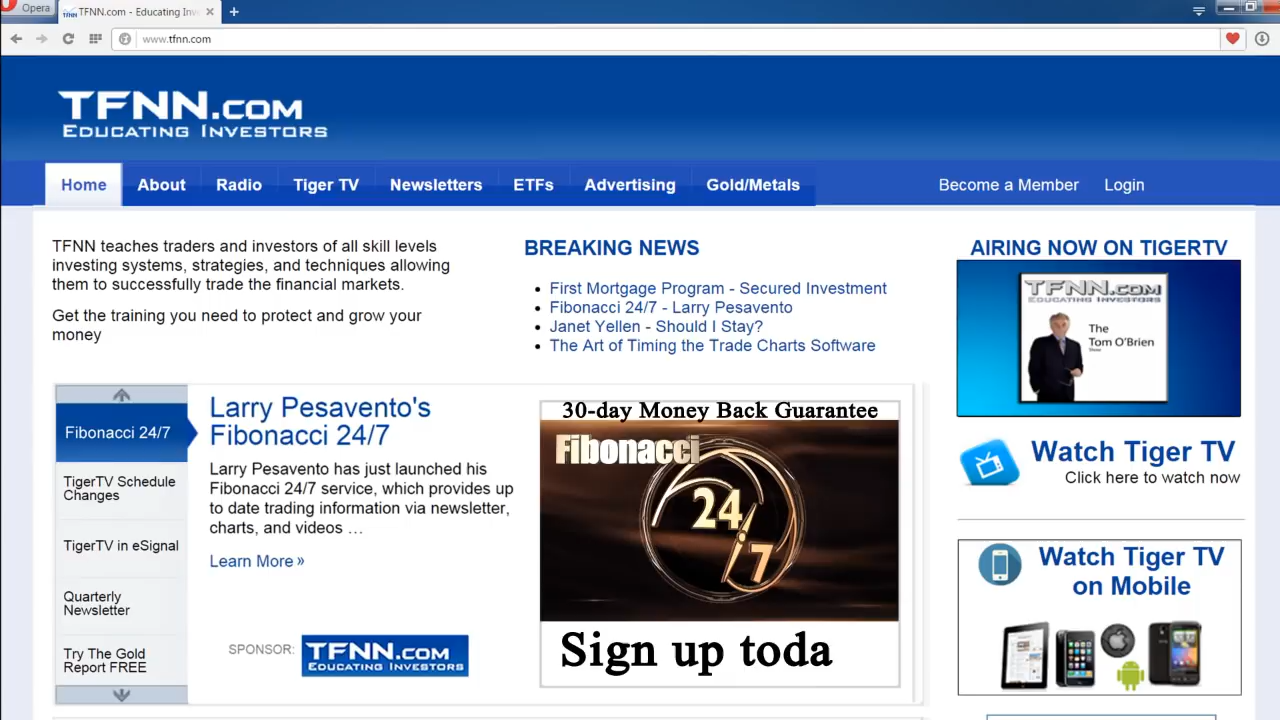 Opera
TFNN.com - Educating Inv
www.tfnn.com
TFNN.COM
EDUCATING INVESTORS
Home
About
Radio
Tiger TV
Newsletters
ETFs
Advertising
Gold/Metals
Become a Member
Login
TFNN teaches traders and investors of all skill levels
investing systems, strategies, and techniques allowing
them to successfully trade the financial markets.
Get the training you need to protect and grow your
money
BREAKING NEWS
First Mortgage Program - Secured Investment
Fibonacci 24/7 - Larry Pesavento
Janet Yellen - Should I Stay?
The Art of Timing the Trade Charts Software
AIRING NOW ON TIGERTV
TFNN.COM
EDUCATING INVESTORS
The
Tom O'Brien
Show
Watch Tiger TV
Click here to watch now
Watch Tiger TV
on Mobile
Fibonacci 24/7
TigerTV Schedule
Changes
TigerTV in eSignal
Quarterly
Newsletter
Try The Gold
Report FREE
Larry Pesavento's
Fibonacci 24/7
Larry Pesavento has just launched his
Fibonacci 24/7 service, which provides up
to date trading information via newsletter,
charts, and videos …
Learn More »
SPONSOR:
TFNN.COM
EDUCATING INVESTORS
30-day Money Back Guarantee
Fibonacci
24
7
Sign up toda